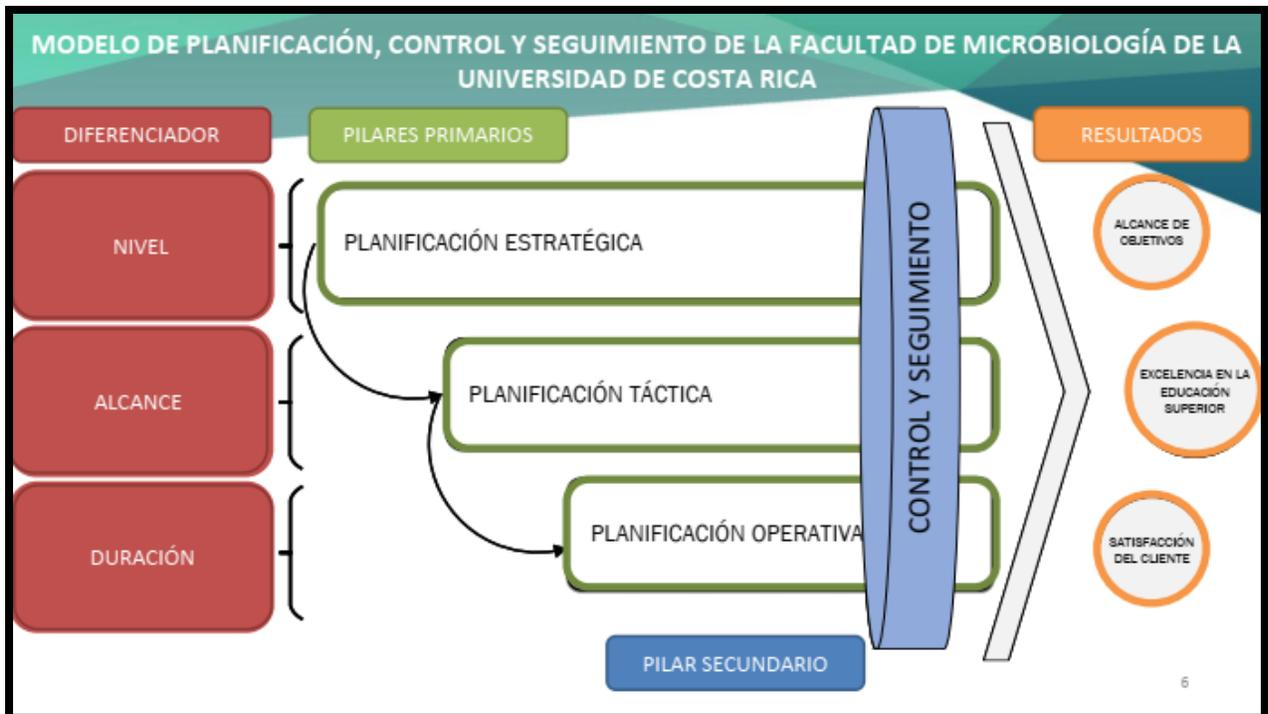 MODELO DE PLANIFICACIÓN, CONTROL Y SEGUIMIENTO DE LA FACULTAD DE MICROBIOLOGÍA DE LA
UNIVERSIDAD DE COSTA RICA
DIFERENCIADOR
PILARES PRIMARIOS
RESULTADOS
NIVEL
PLANIFICACIÓN ESTRATÉGICA
ALCANCE
PLANIFICACIÓN TÁCTICA
DURACIÓN
PLANIFICACIÓN OPERATIVA
CONTROL Y SEGUIMIENTO
PILAR SECUNDARIO
ALCANCE DE
OBJETIVOS
EXCELENCIA EN LA
EDUCACIÓN
SUPERIOR
SATISFACCIÓN
DEL CLIENTE
6